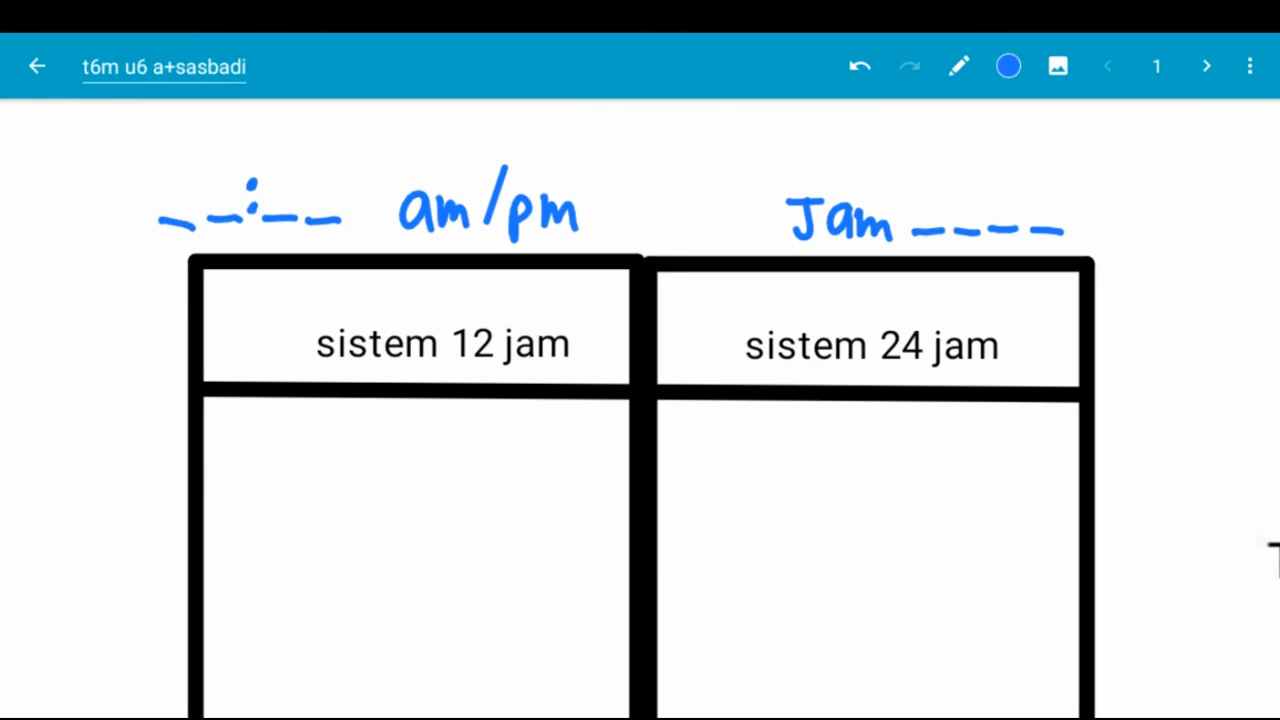 t6m u6 a+sasbadi
1
_ _:_ _ am/pm
Jam _ _ _ _
sistem 12 jam
sistem 24 jam